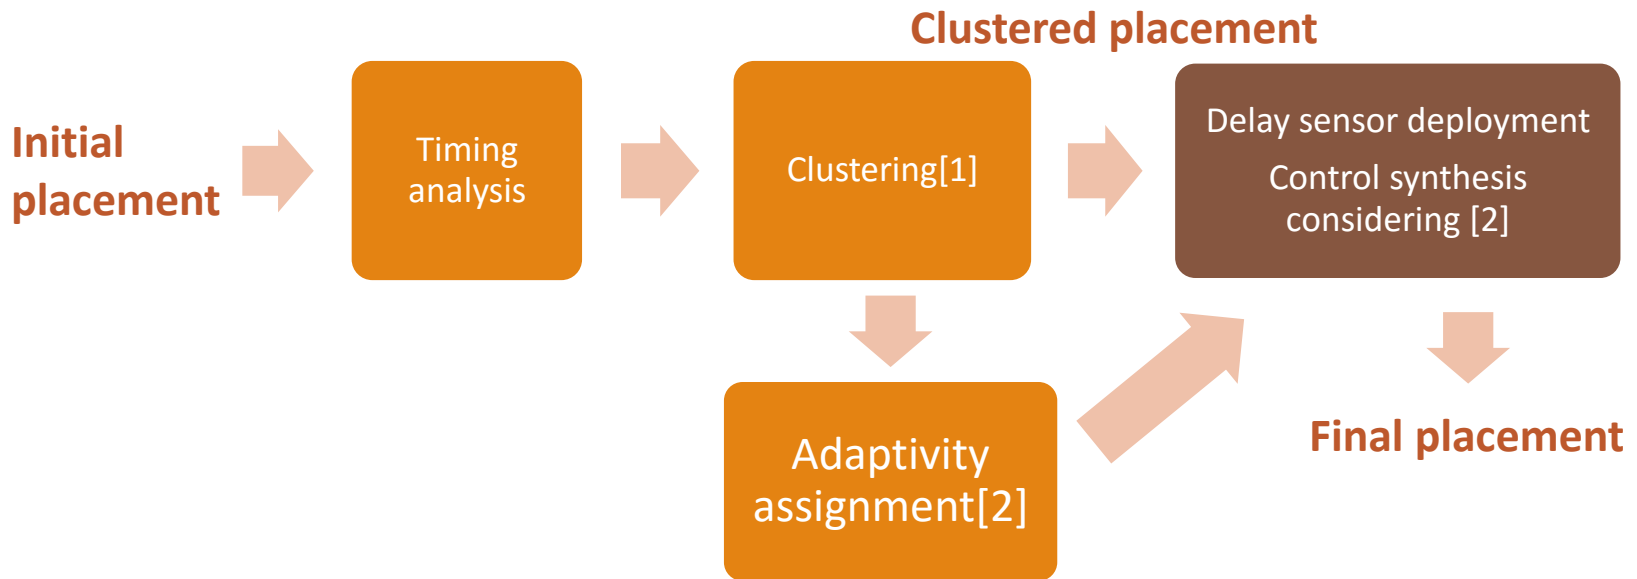 Clustered placement
Initial
placement
Timing
analysis
Clustering[1]
Delay sensor deployment
Control synthesis
considering [2]
Adaptivity
assignment[2]
Final placement